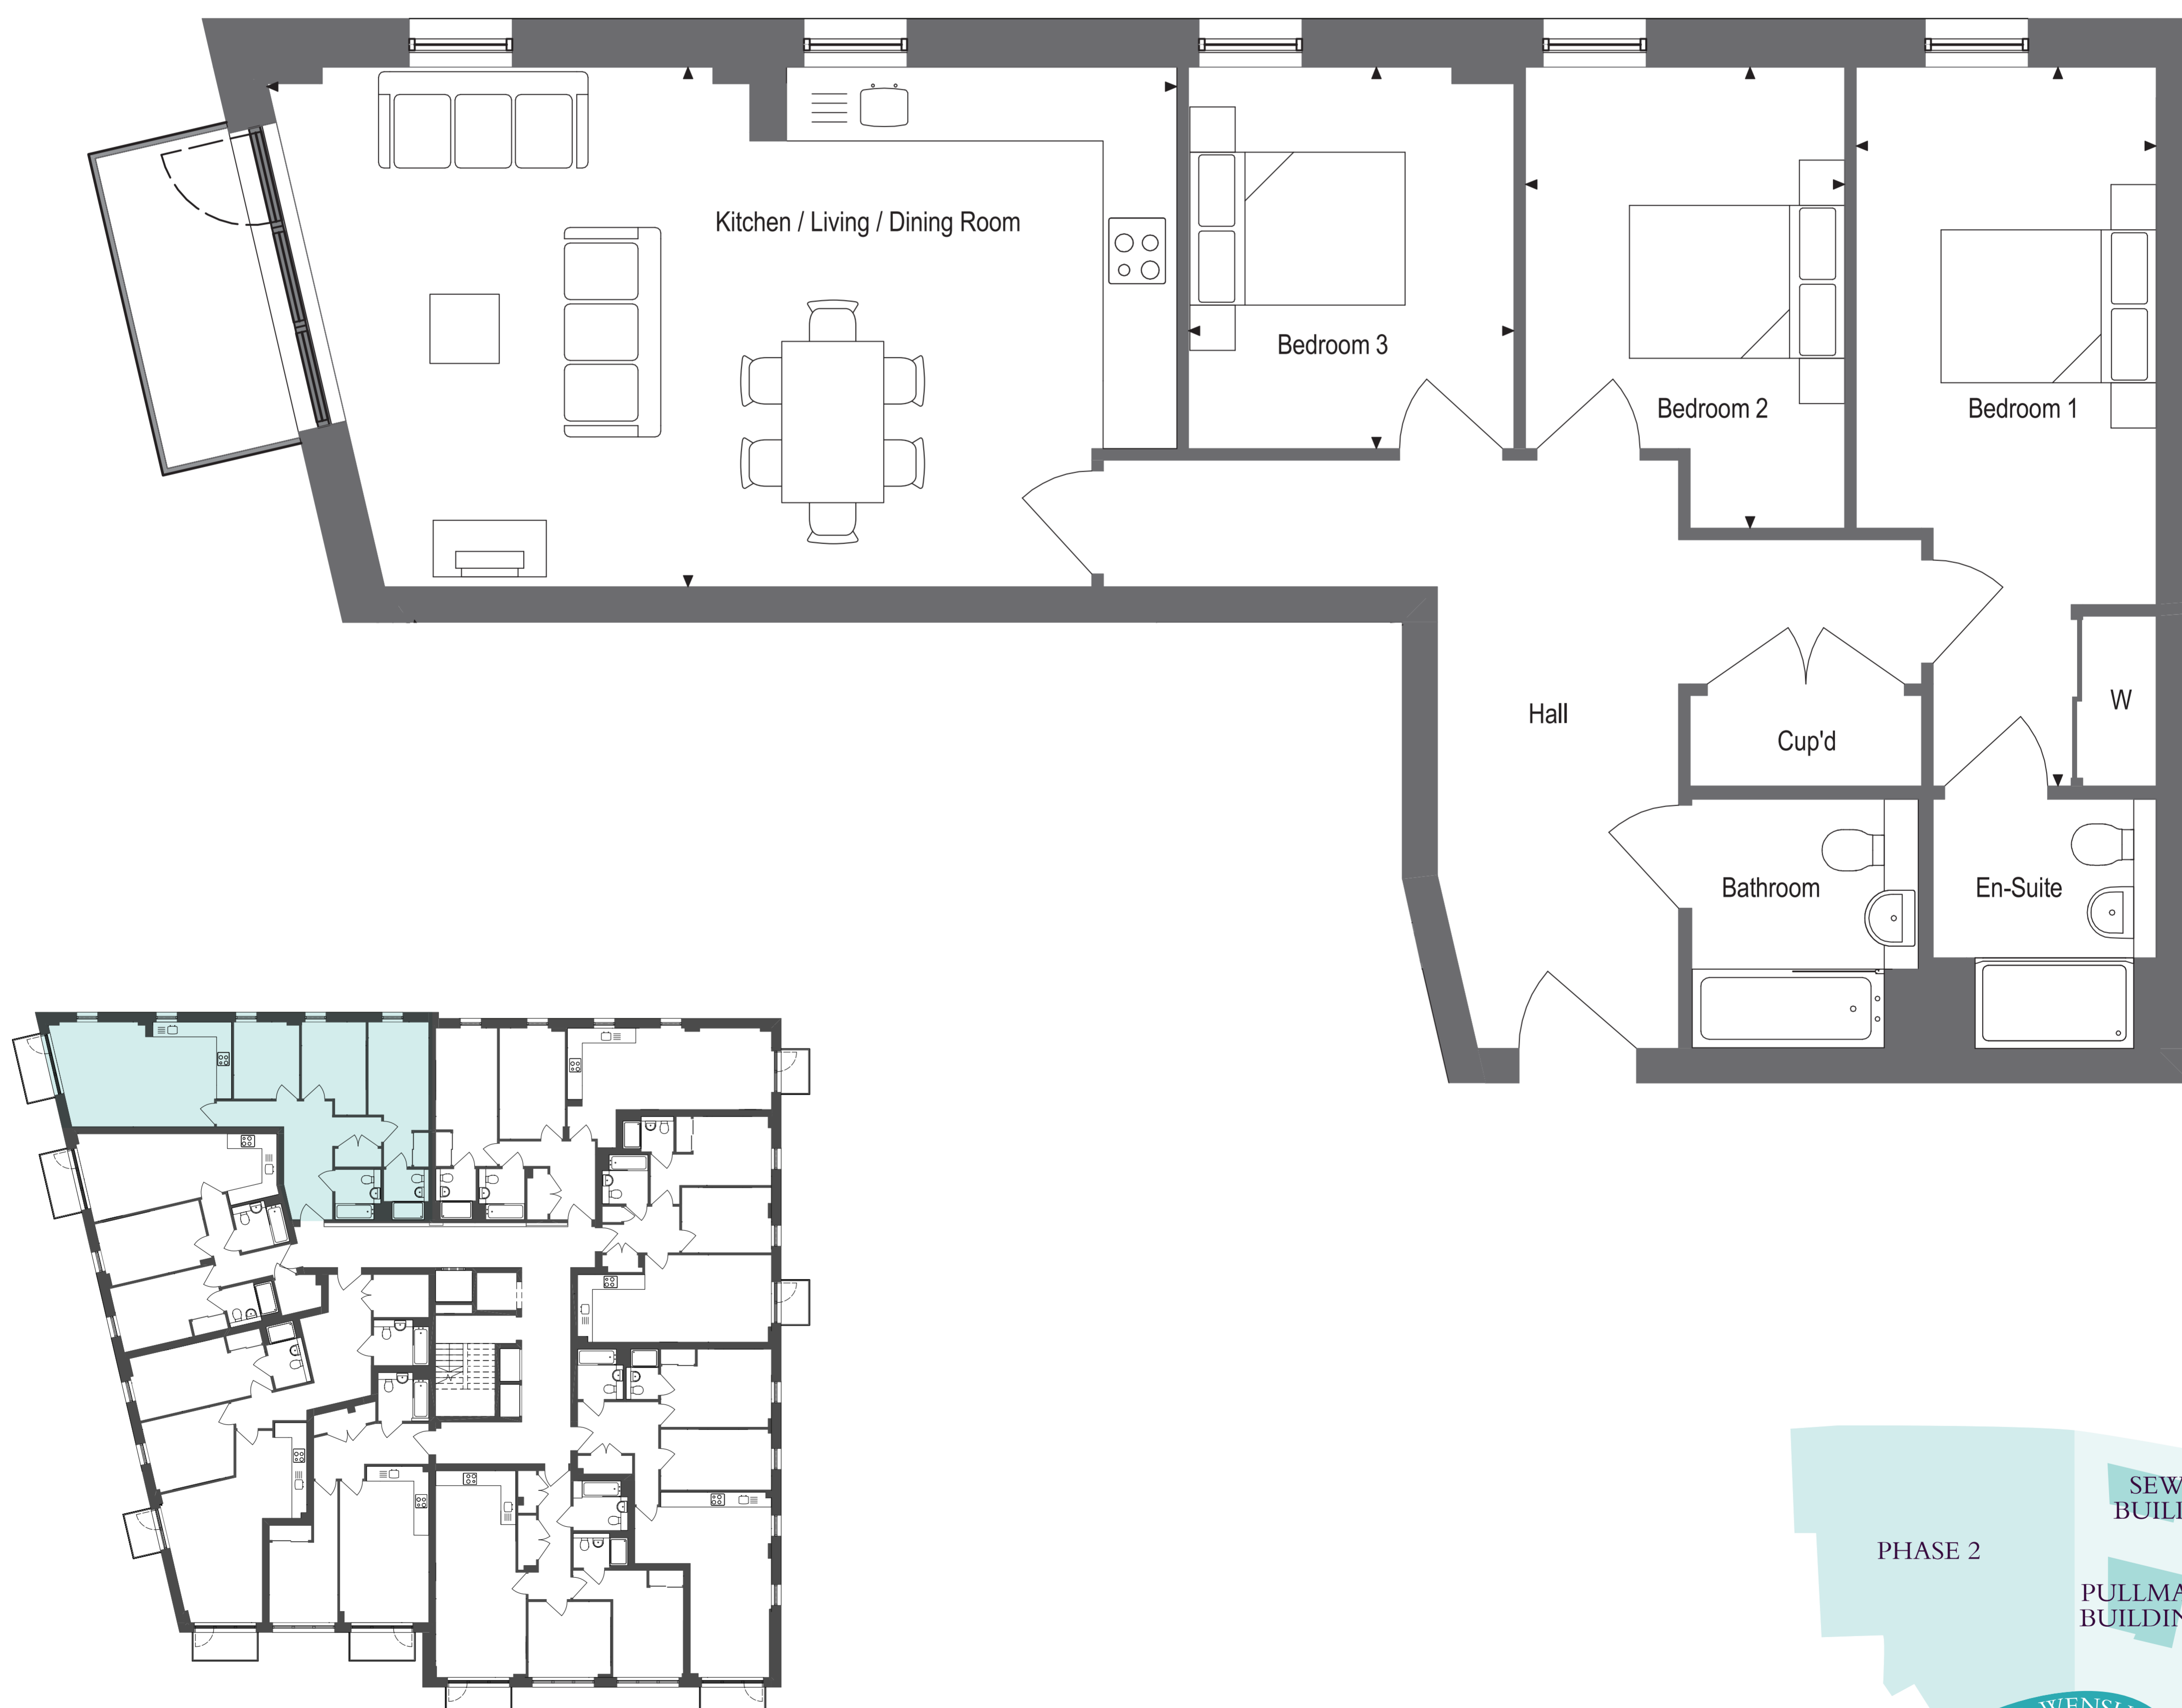 Kitchen / Living / Dining Room
Bedroom 3
Bedroom 2
Bedroom 1
Hall
Cup'd
W
Bathroom
En-Suite
PHASE 2